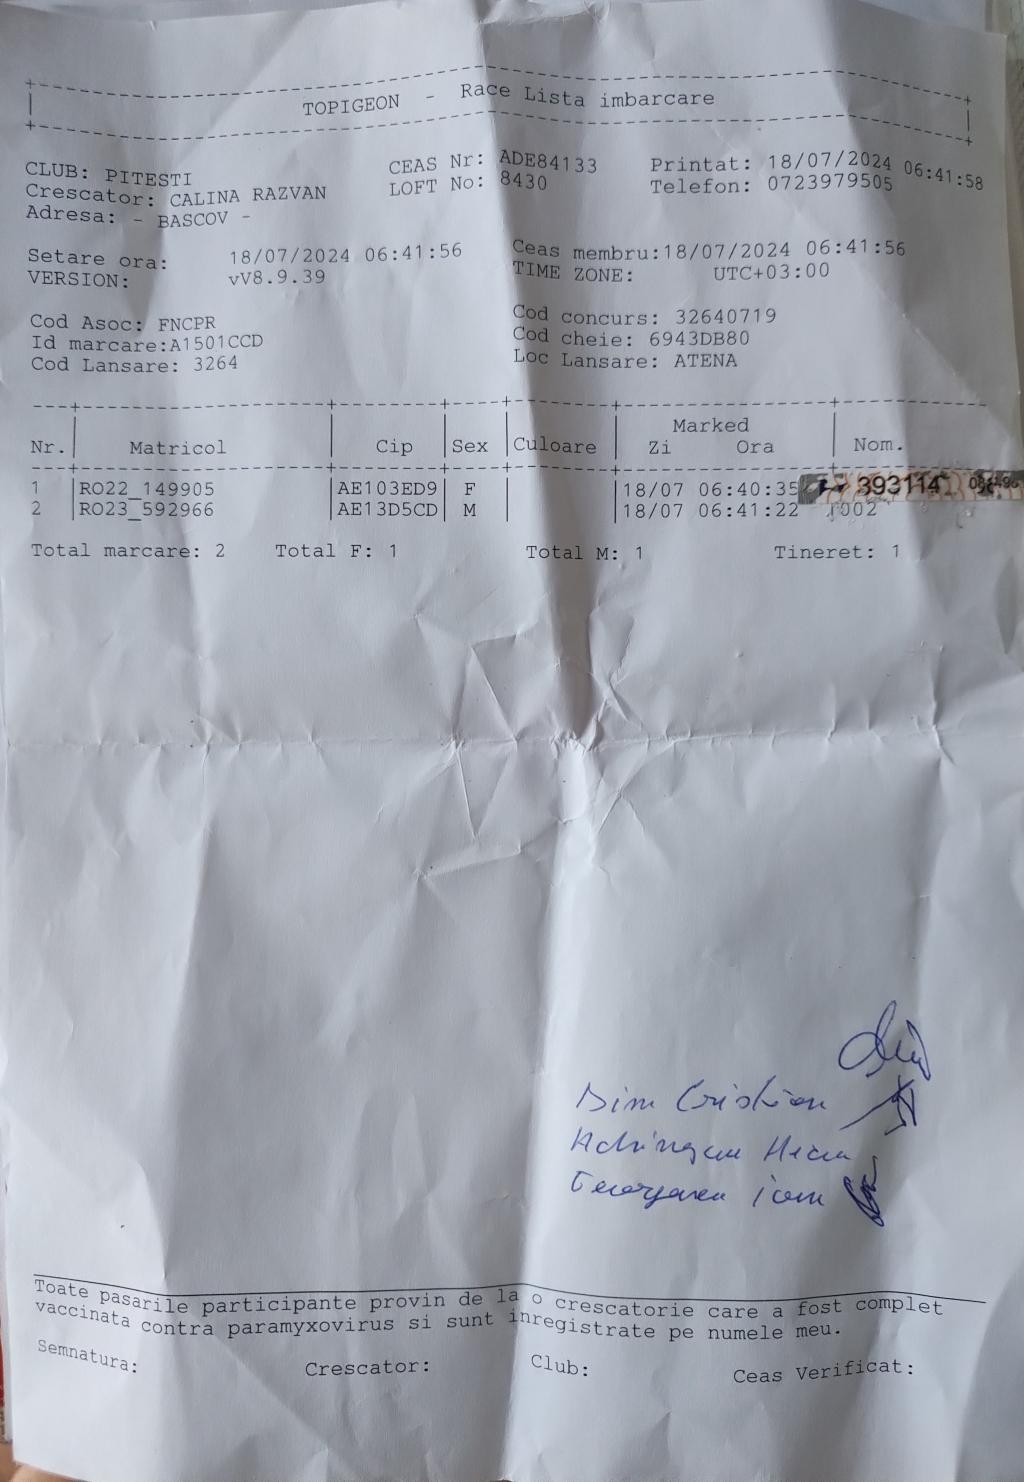 TOPIGEON - Race Lista imbarcare
CLUB: PITESTI CEAS Nr: ADE84133 Printat: 18/07/2024 06:41:58
Crescator: CALINA RAZVAN LOFT No: 8430 Telefon: 0723979505
Adresa: - BASCOV -
Setare ora: 18/07/2024 06:41:56 Ceas membru:18/07/2024 06:41:56
VERSION: vV8.9.39 TIME ZONE: UTC+03:00
Cod Asoc: FNCPR Cod concurs: 32640719
Id marcare:A1501CCD Cod cheie: 6943DB80
Cod Lansare: 3264 Loc Lansare: ATENA
Marked
Nr. Matricol Cip Sex Culoare Zi Ora Nom.
1 RO22_149905 AE103ED9 F 18/07 06:40:35 393114
2 RO23_592966 AE13D5CD M 18/07 06:41:22 1002
Total marcare: 2 Total F: 1 Total M: 1 Tineret: 1
Dinu Cristian
Toate pasarile participante provin de la o crescatorie care a fost complet
vaccinata contra paramyxovirus si sunt inregistrate pe numele meu.
Semnatura: Crescator: Club: Ceas Verificat: